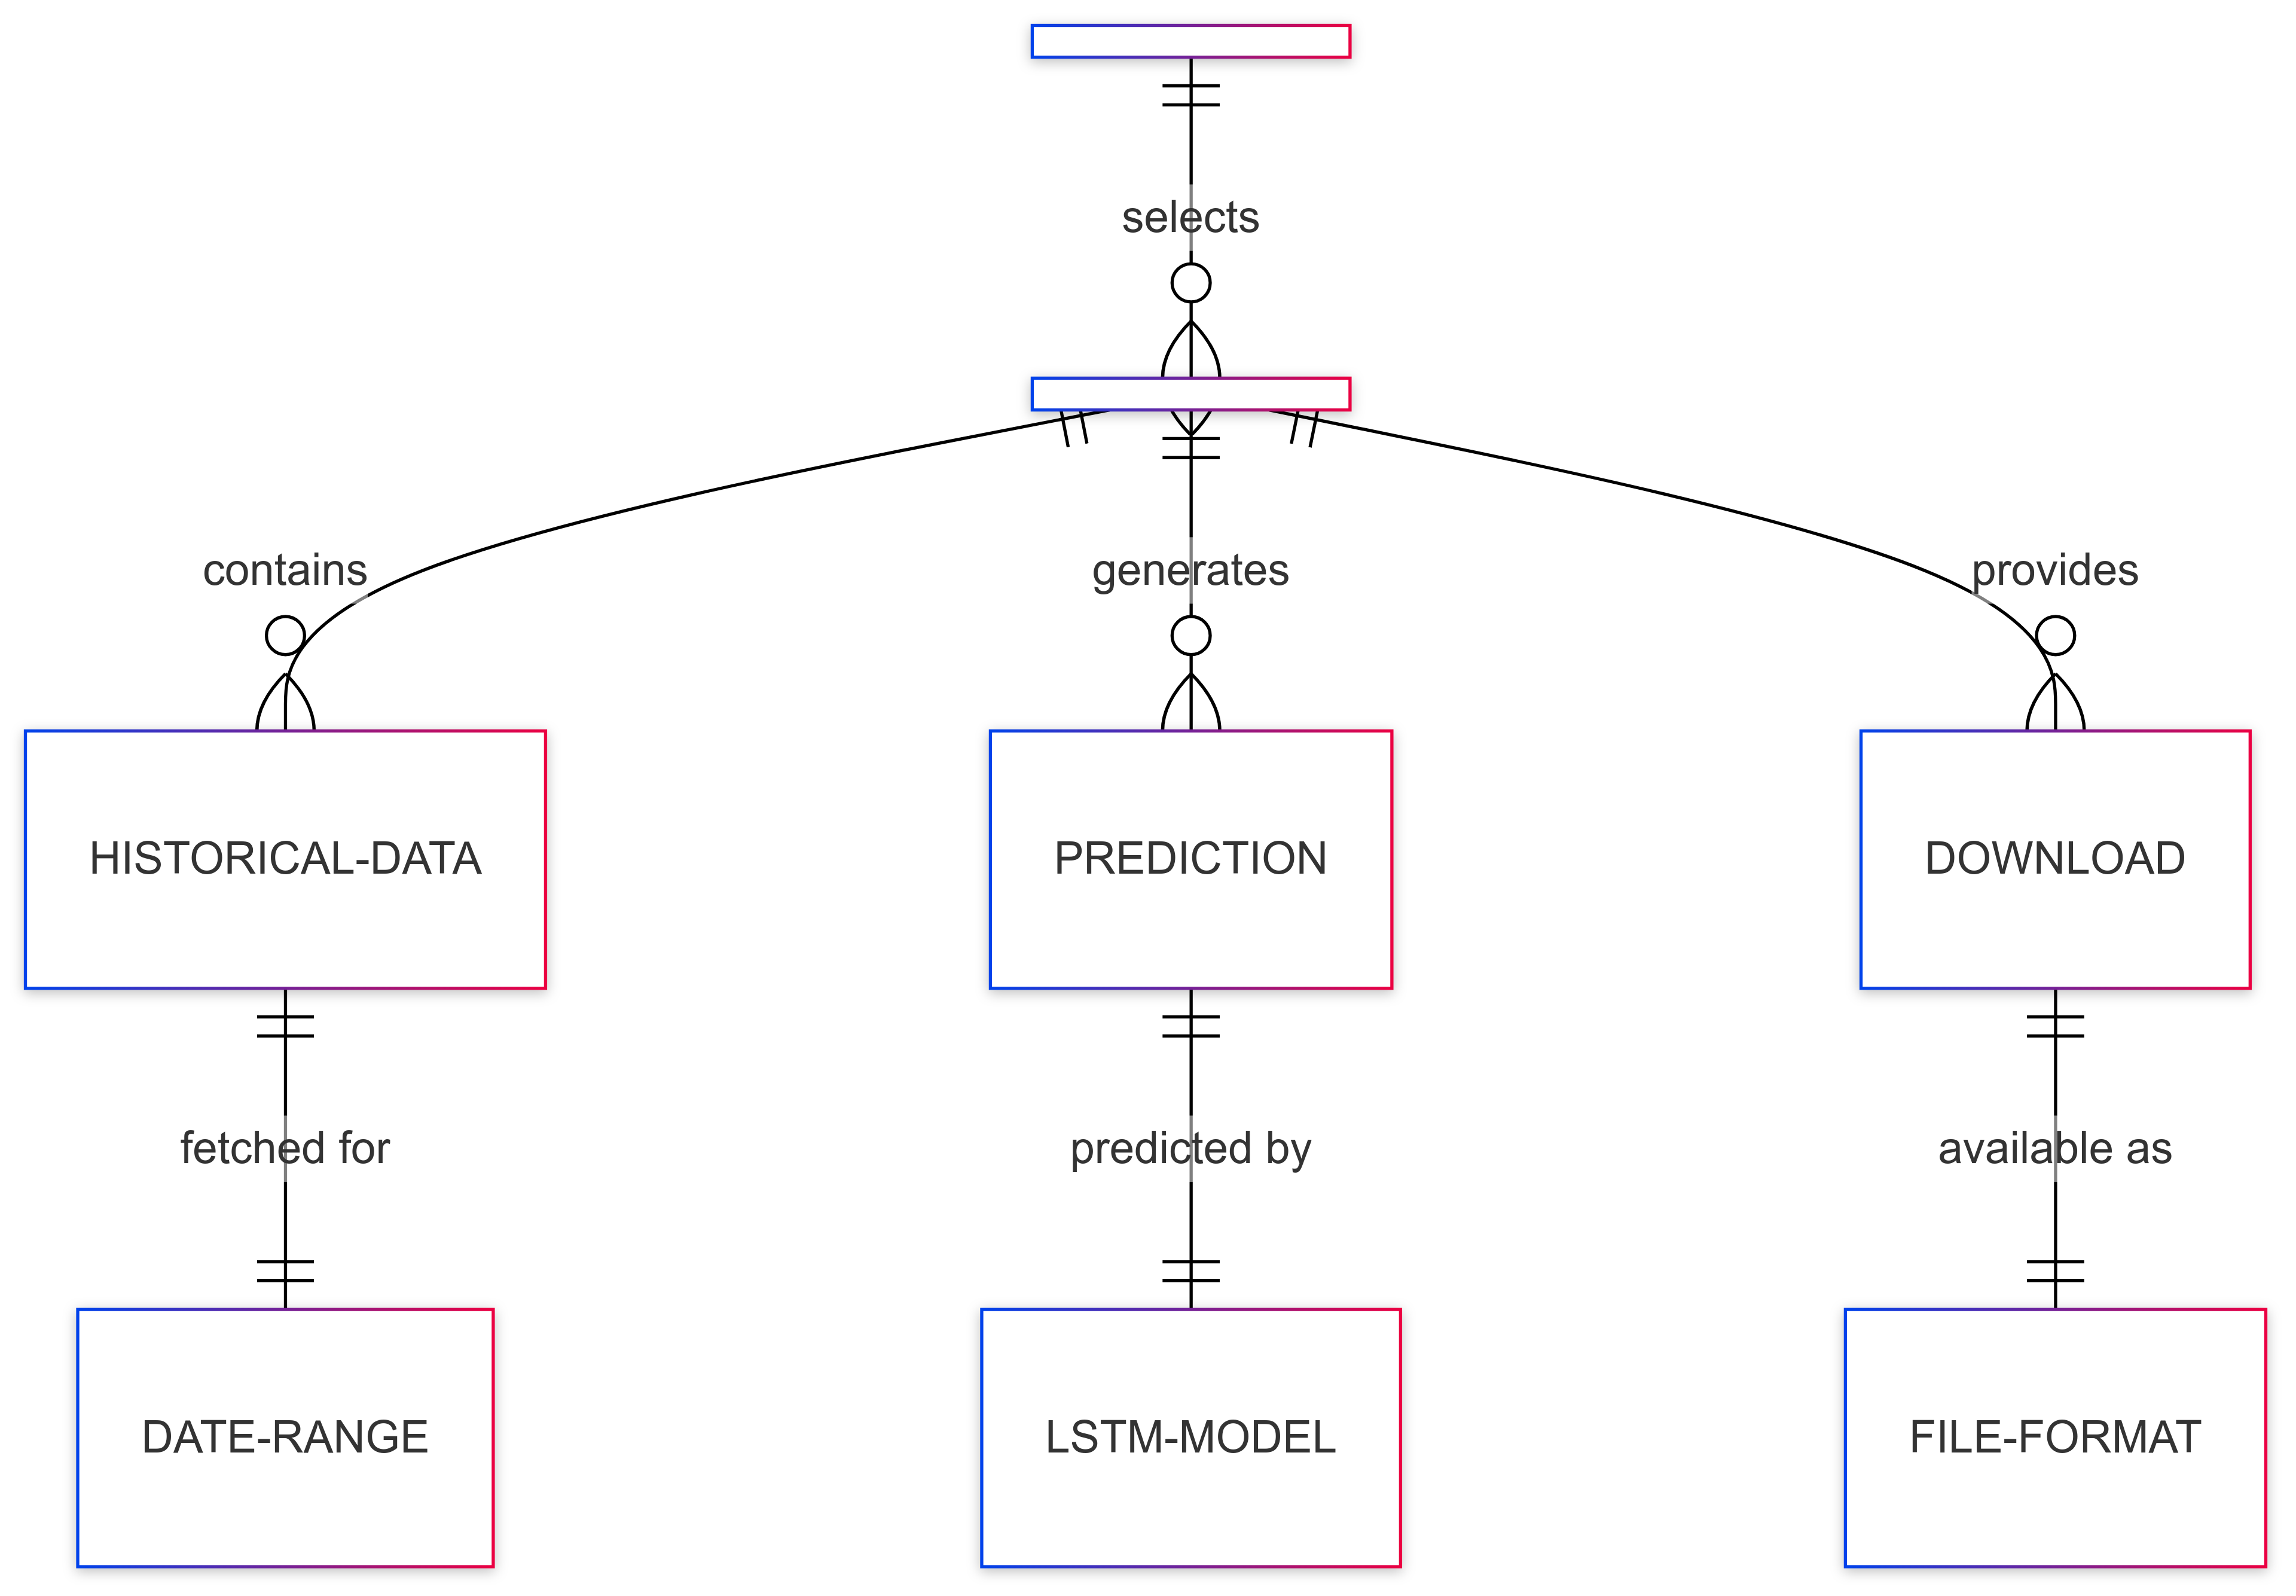 selects
contains
generates
provides
HISTORICAL-DATA
PREDICTION
DOWNLOAD
fetched for
predicted by
available as
DATE-RANGE
LSTM-MODEL
FILE-FORMAT